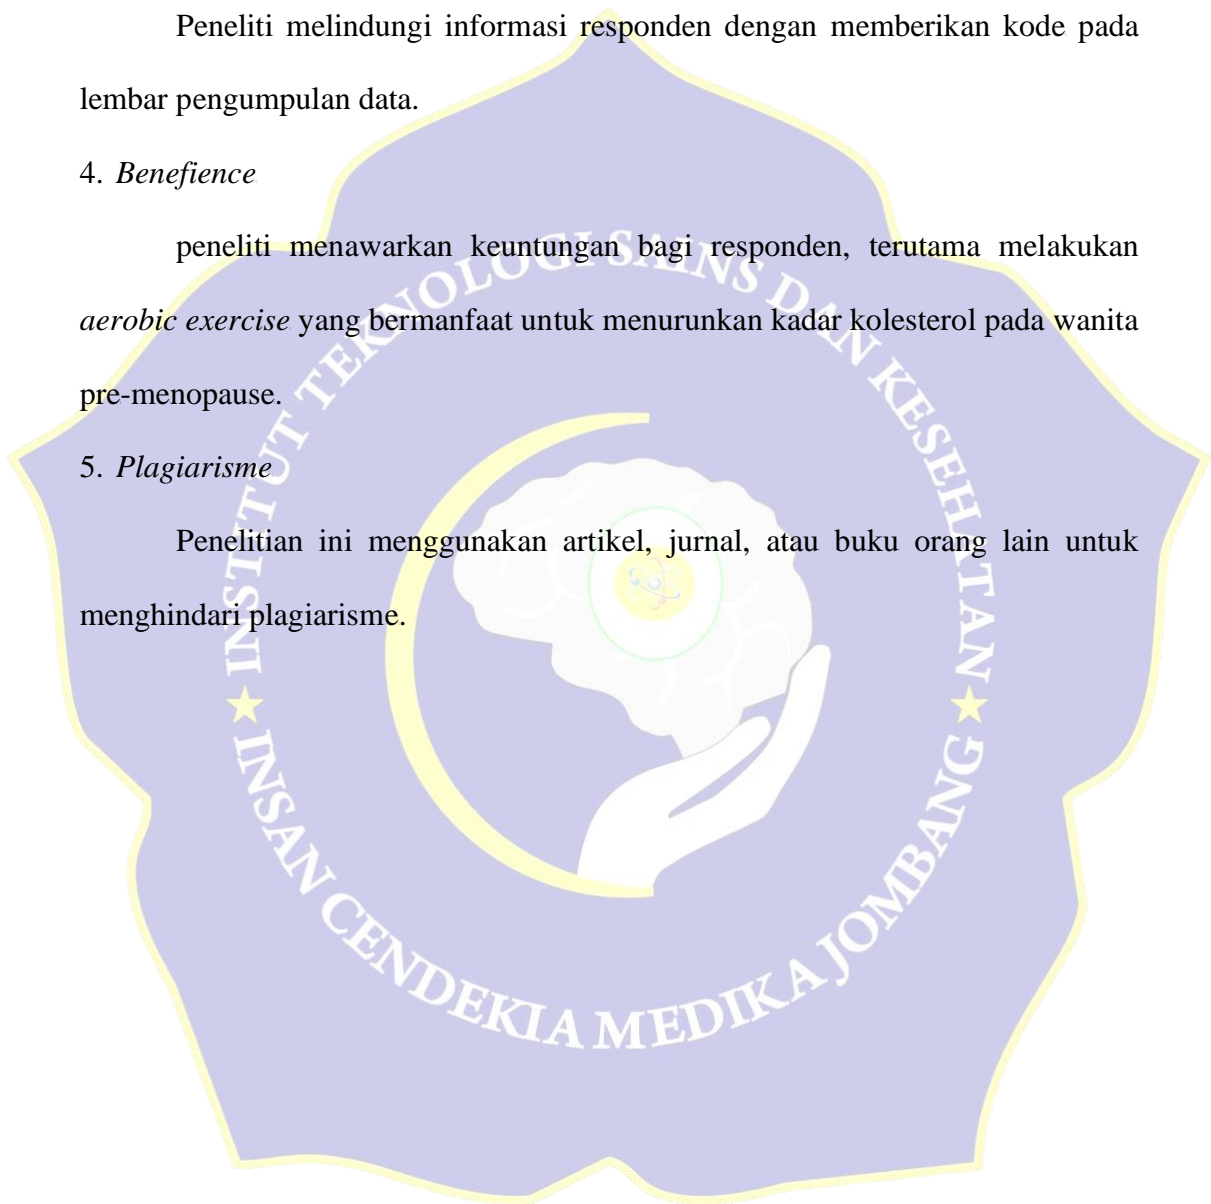 Peneliti melindungi informasi responden dengan memberikan kode pada
lembar pengumpulan data.
4. Benefience
peneliti menawarkan keuntungan bagi responden, terutama melakukan
aerobic exercise yang bermanfaat untuk menurunkan kadar kolesterol pada wanita
pre-menopause.
5. Plagiarisme
Penelitian ini menggunakan artikel, jurnal, atau buku orang lain untuk
menghindari plagiarisme.
INSTITUT TEKNOLOGI SAINS DAN KESEHATAN
INSAN CENDEKIA MEDIKA JOMBANG